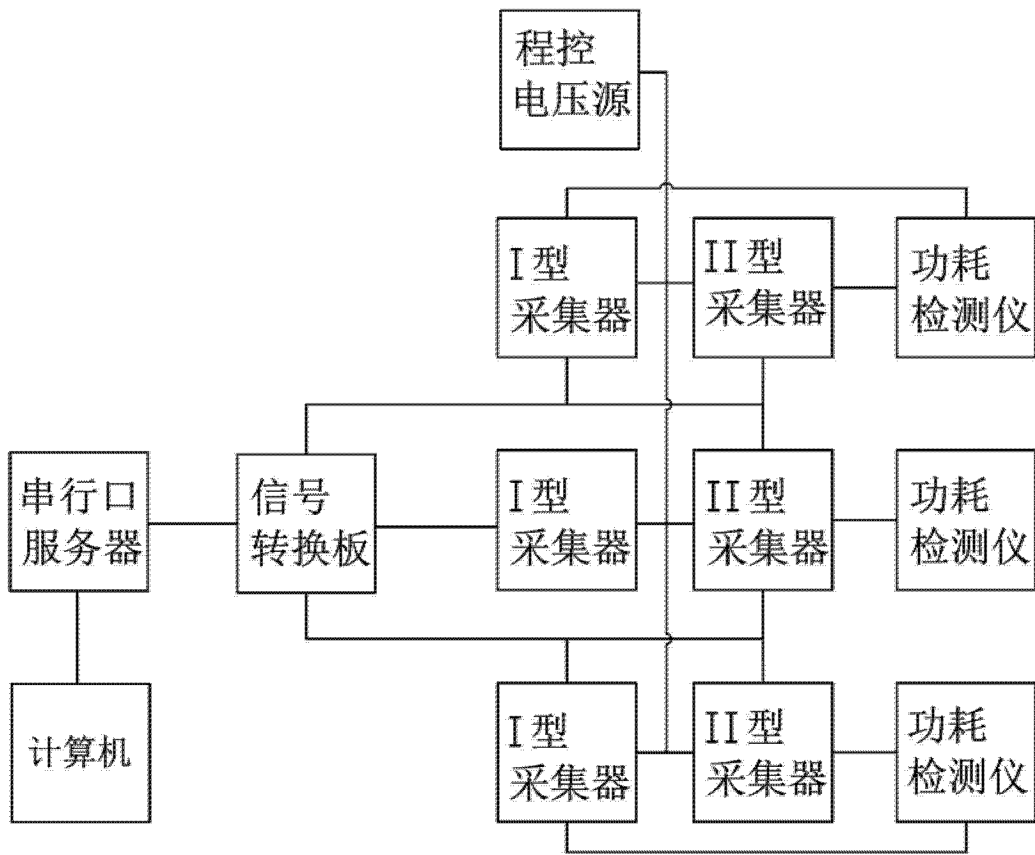 程控
电压源
I型
采集器
II型
采集器
功耗
检测仪
串行口
服务器
信号
转换板
I型
采集器
II型
采集器
功耗
检测仪
计算机
I型
采集器
II型
采集器
功耗
检测仪